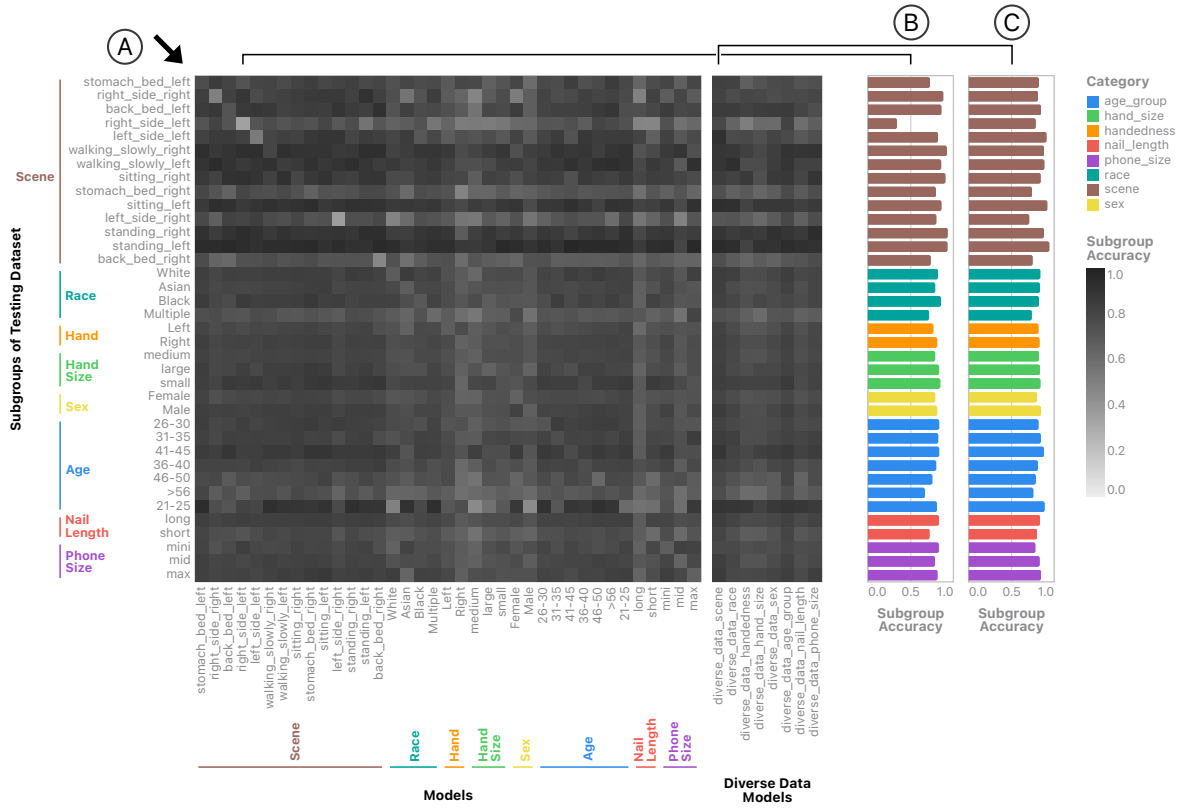 A
B
C
stomach_bed_left
right_side_right
back_bed_left
right_side_left
left_side_left
walking_slowly_right
walking_slowly_left
sitting_right
stomach_bed_right
sitting_left
left_side_right
standing_right
standing_left
back_bed_right
White
Asian
Black
Multiple
Left
Right
medium
large
small
Female
Male
26-30
31-35
41-45
36-40
46-50
>56
21-25
long
short
mini
mid
max
Subgroups of Testing Dataset
Scene
Race
Hand
Hand
Size
Sex
Age
Nail
Length
Phone
Size
stomach_bed_left
right_side_right
back_bed_left
right_side_left
left_side_left
walking_slowly_right
walking_slowly_left
sitting_right
stomach_bed_right
sitting_left
left_side_right
standing_right
standing_left
back_bed_right
White
Asian
Black
Multiple
Left
Right
medium
large
small
Female
Male
26-30
31-35
41-45
36-40
46-50
>56
21-25
long
short
mini
mid
max
diverse_data_scene
diverse_data_race
diverse_data_handedness
diverse_data_hand_size
diverse_data_sex
diverse_data_age_group
diverse_data_nail_length
diverse_data_phone_size
Scene
Race
Hand
Hand
Size
Sex
Age
Nail
Length
Phone
Size
Models
Diverse Data
Models
0.0 0.5 1.0
Subgroup
Accuracy
0.0 0.5 1.0
Subgroup
Accuracy
Category
age_group
hand_size
handedness
nail_length
phone_size
race
scene
sex
Subgroup
Accuracy
1.0
0.8
0.6
0.4
0.2
0.0